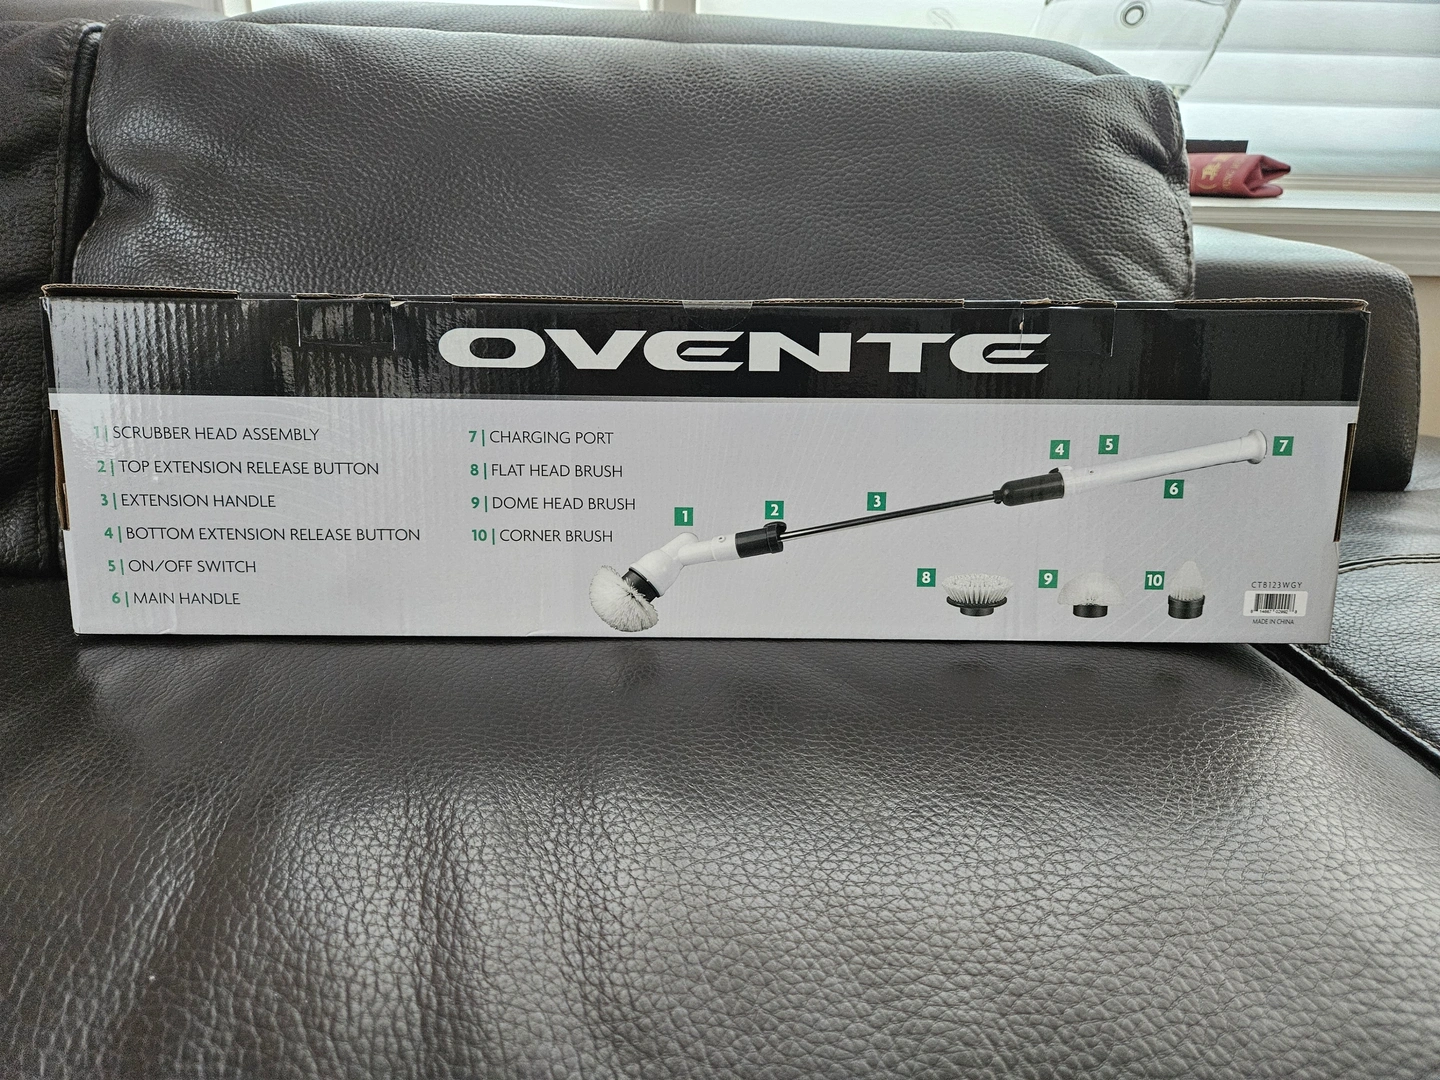 OVENTE
1 | SCRUBBER HEAD ASSEMBLY
2 | TOP EXTENSION RELEASE BUTTON
3 | EXTENSION HANDLE
4 | BOTTOM EXTENSION RELEASE BUTTON
5 | ON/OFF SWITCH
6 | MAIN HANDLE
7 | CHARGING PORT
8 | FLAT HEAD BRUSH
9 | DOME HEAD BRUSH
10 | CORNER BRUSH
1
2
3
4
5
6
7
8
9
10
CTB123WGY
MADE IN CHINA